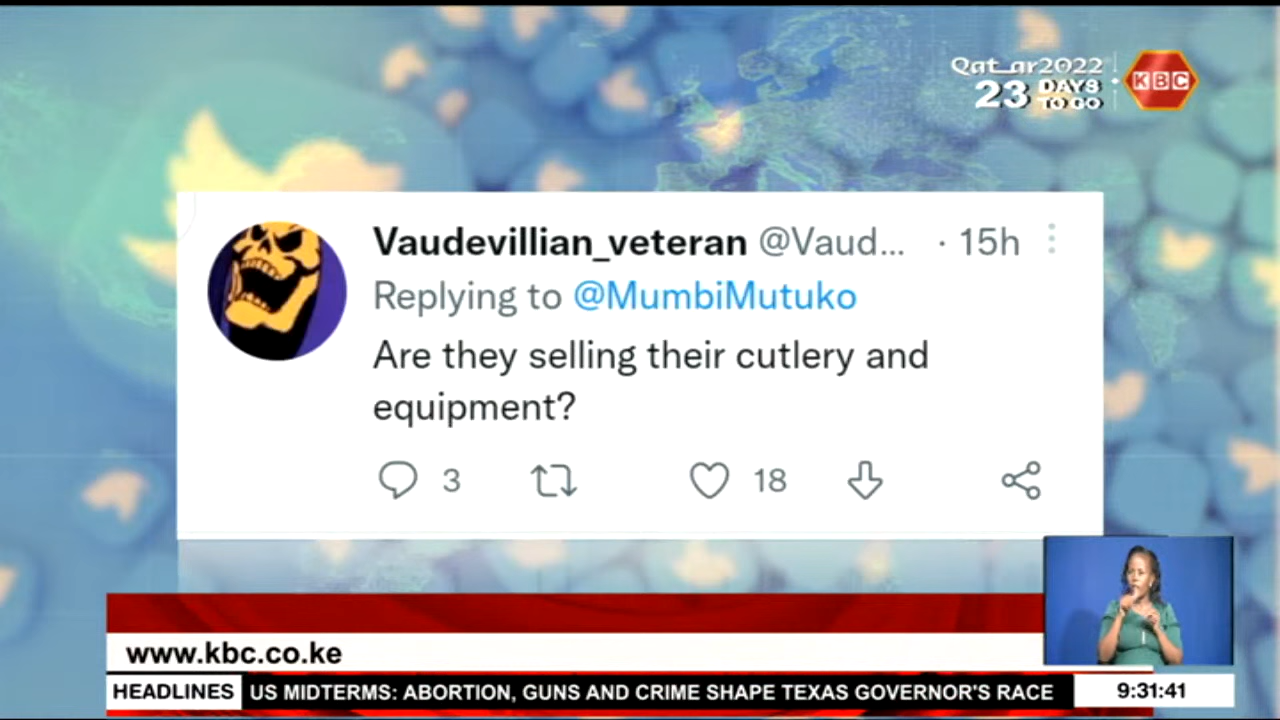 Qatar2022
23 DAYS TO GO
KBC
Vaudevillian_veteran @Vaud... · 15h
Replying to @MumbiMutuko
Are they selling their cutlery and
equipment?
3
18
www.kbc.co.ke
HEADLINES US MIDTERMS: ABORTION, GUNS AND CRIME SHAPE TEXAS GOVERNOR'S RACE 9:31:41